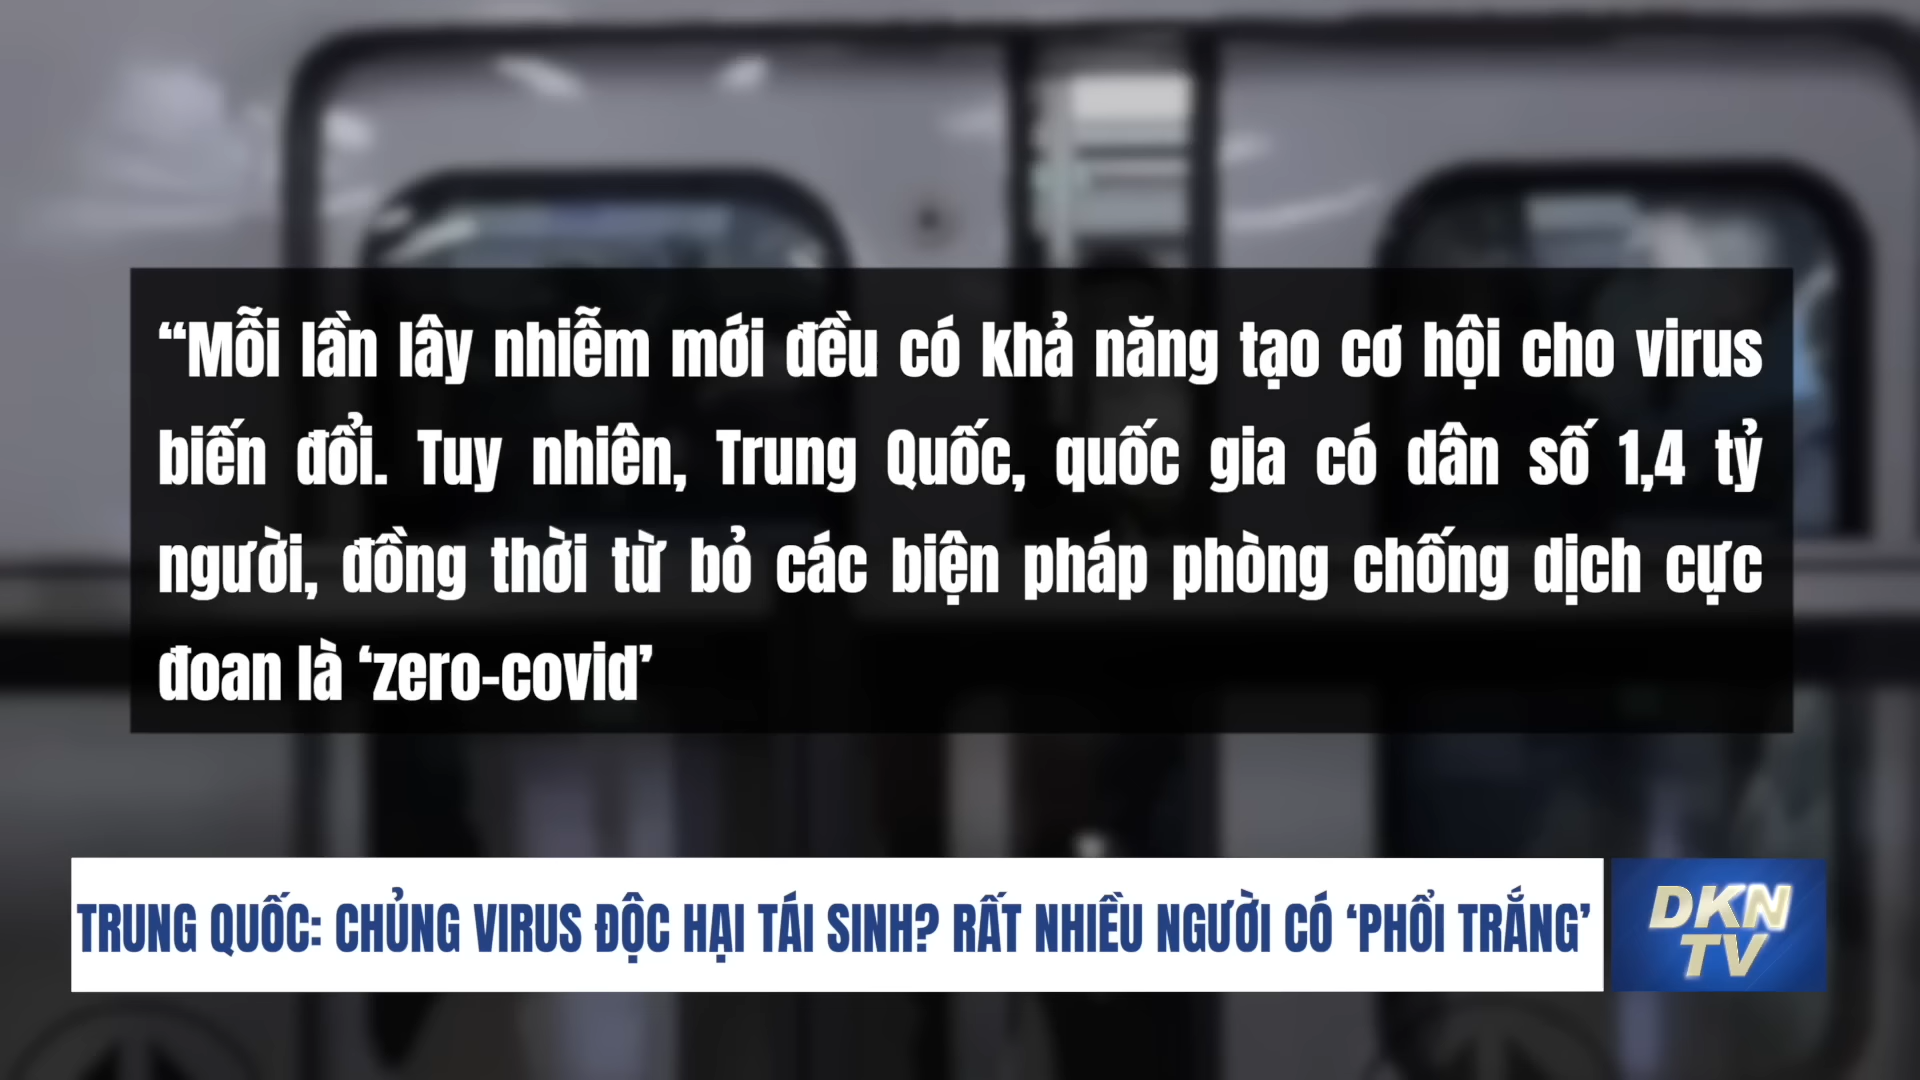 “Mỗi lần lây nhiễm mới đều có khả năng tạo cơ hội cho virus
biến đổi. Tuy nhiên, Trung Quốc, quốc gia có dân số 1,4 tỷ
người, đồng thời từ bỏ các biện pháp phòng chống dịch cực
đoan là ‘zero-covid’
TRUNG QUỐC: CHỦNG VIRUS ĐỘC HẠI TÁI SINH? RẤT NHIỀU NGƯỜI CÓ ‘PHỔI TRẮNG’
DKN
TV